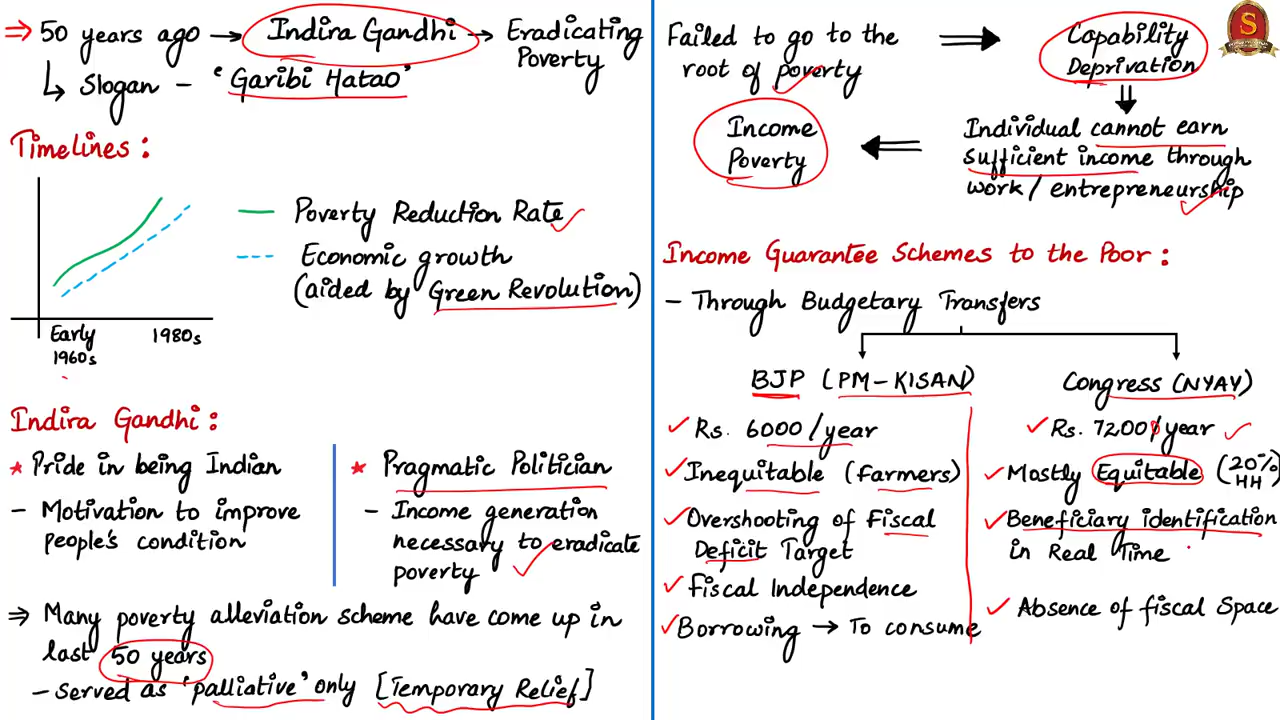 ⇒ 50 years ago → Indira Gandhi → Eradicating Poverty
↳ Slogan - 'Garibi Hatao'
Timelines :
Poverty Reduction Rate
Economic growth
(aided by Green Revolution)
Early 1960s
1980s
Indira Gandhi :
* Pride in being Indian
- Motivation to improve
people's condition
* Pragmatic Politician
- Income generation
necessary to eradicate
poverty
⇒ Many poverty alleviation scheme have come up in
last 50 years
- Served as 'palliative' only [Temporary Relief]
Failed to go to the
root of poverty
⇒ Capability
Deprivation
Individual cannot earn
sufficient income through
work/ entrepreneurship
Income
Poverty
Income Guarantee Schemes to the Poor :
- Through Budgetary Transfers
BJP (PM-KISAN)
Rs. 6000/year
Inequitable (farmers)
Overshooting of Fiscal
Deficit Target
Fiscal Independence
Borrowing → To consume
Congress (NYAY)
Rs. 72000/year
Mostly Equitable (20% HH)
Beneficiary identification
in Real Time
Absence of fiscal Space
S